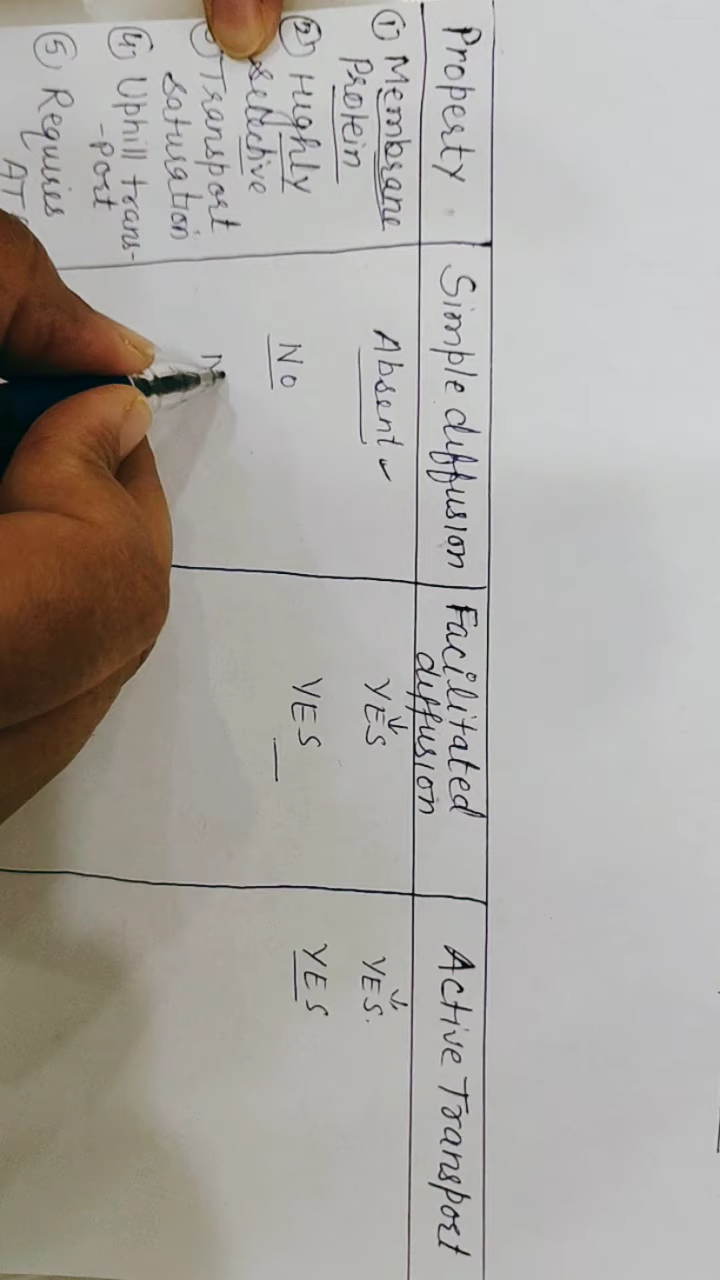 Property Simple diffusion Facilitated diffusion Active Transport
① Membrane Protein Absent ✓ YES YES.
② Highly selective No YES YES
Transport saturation N
④ Uphill trans-
-port
⑤ Requires